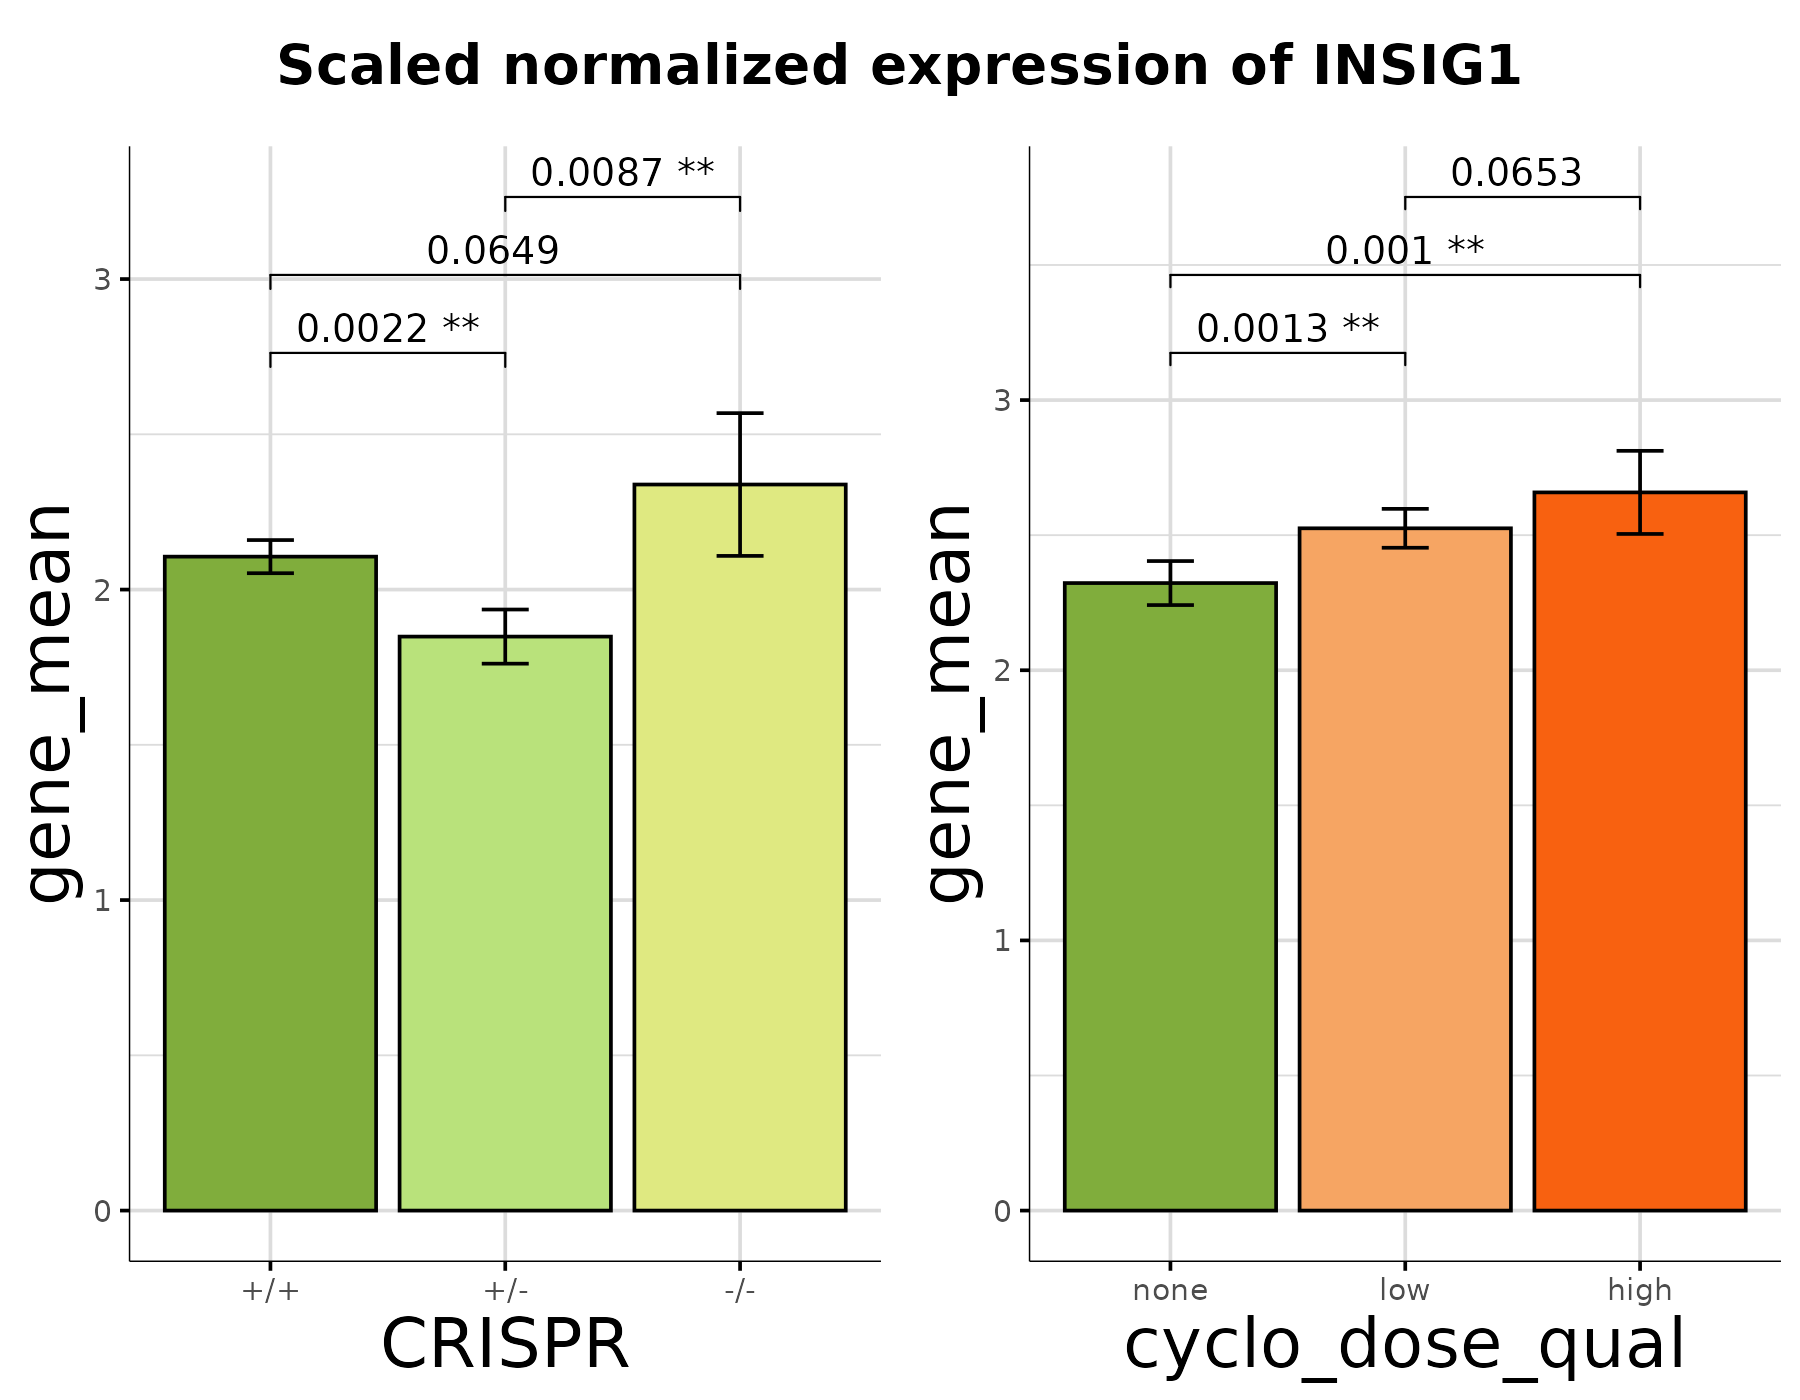 Scaled normalized expression of INSIG1
gene_mean
3
2
1
0
0.0087 **
0.0649
0.0022 **
+/+
+/-
-/-
CRISPR
gene_mean
3
2
1
0
0.0653
0.001 **
0.0013 **
none
low
high
cyclo_dose_qual